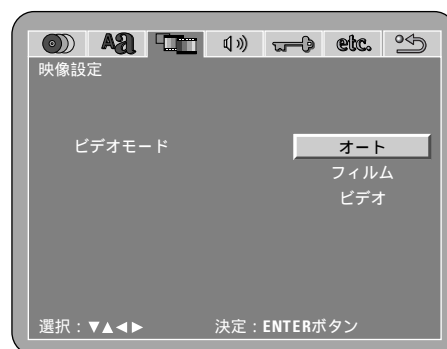 Aa etc.
映像設定
ビデオモード オート
フィルム
ビデオ
選択：▼▲◀▶ 決定：ENTERボタン